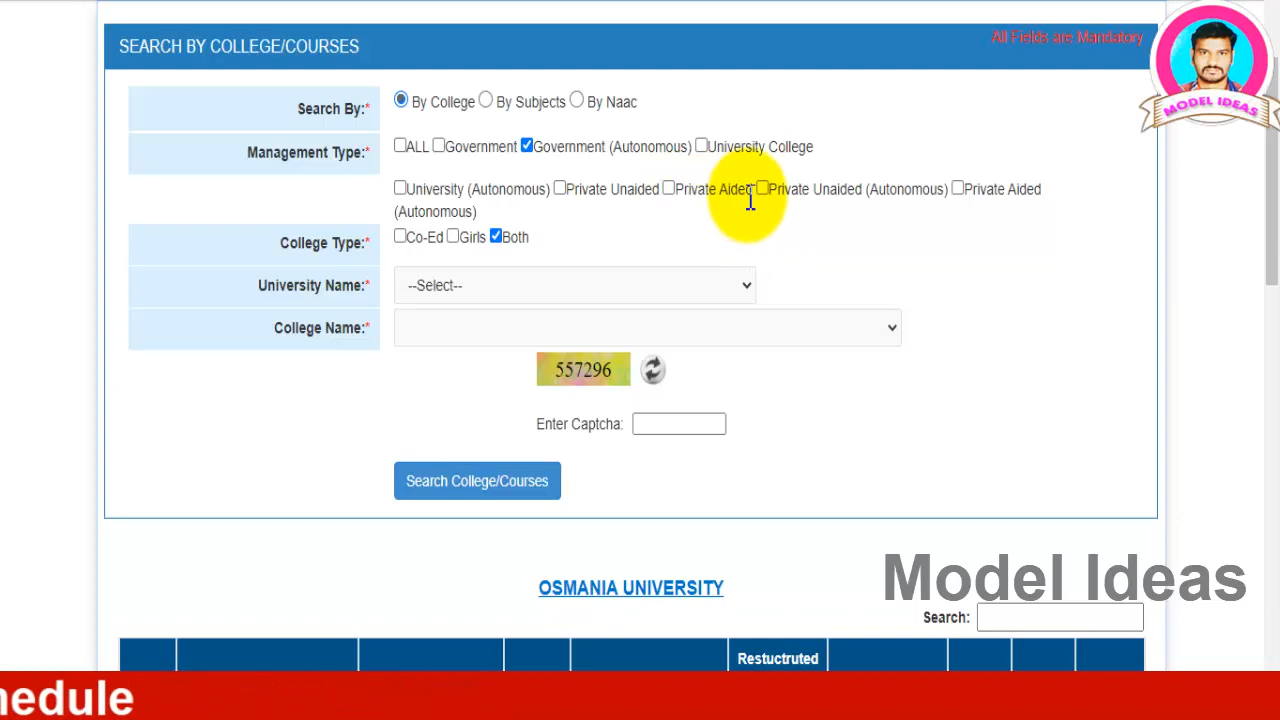 SEARCH BY COLLEGE/COURSES
All Fields are Mandatory
MODEL IDEAS
Search By:* By College By Subjects By Naac
Management Type:* ALL Government Government (Autonomous) University College
University (Autonomous) Private Unaided Private Aided Private Unaided (Autonomous) Private Aided
(Autonomous)
College Type:* Co-Ed Girls Both
University Name:* --Select--
College Name:*
557296
Enter Captcha:
Search College/Courses
Model Ideas
OSMANIA UNIVERSITY
Search:
Restuctruted
hedule